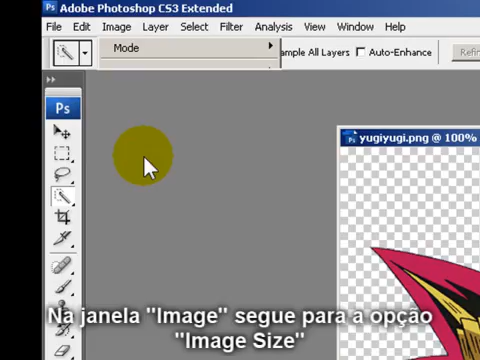 Ps Adobe Photoshop CS3 Extended
File Edit Image Layer Select Filter Analysis View Window Help
Mode
ample All Layers Auto-Enhance
Ps
yugiyugi.png @ 100%
Na janela "Image" segue para a opção
"Image Size"